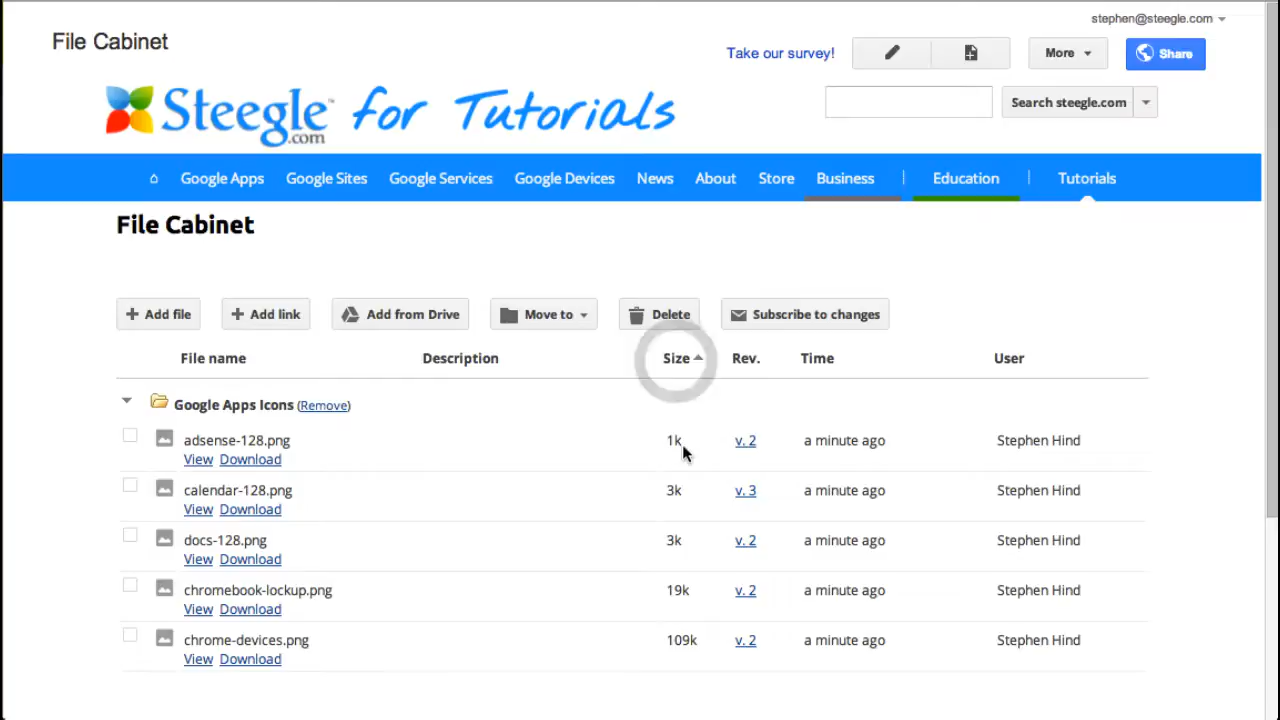 stephen@steegle.com
File Cabinet
Take our survey!
More
Share
Steegle.com™ for Tutorials
Search steegle.com
Google Apps Google Sites Google Services Google Devices News About Store Business | Education | Tutorials
File Cabinet
+ Add file + Add link Add from Drive Move to Delete Subscribe to changes
File name Description Size Rev. Time User
Google Apps Icons (Remove)
adsense-128.png 1k v. 2 a minute ago Stephen Hind
View Download
calendar-128.png 3k v. 3 a minute ago Stephen Hind
View Download
docs-128.png 3k v. 2 a minute ago Stephen Hind
View Download
chromebook-lockup.png 19k v. 2 a minute ago Stephen Hind
View Download
chrome-devices.png 109k v. 2 a minute ago Stephen Hind
View Download